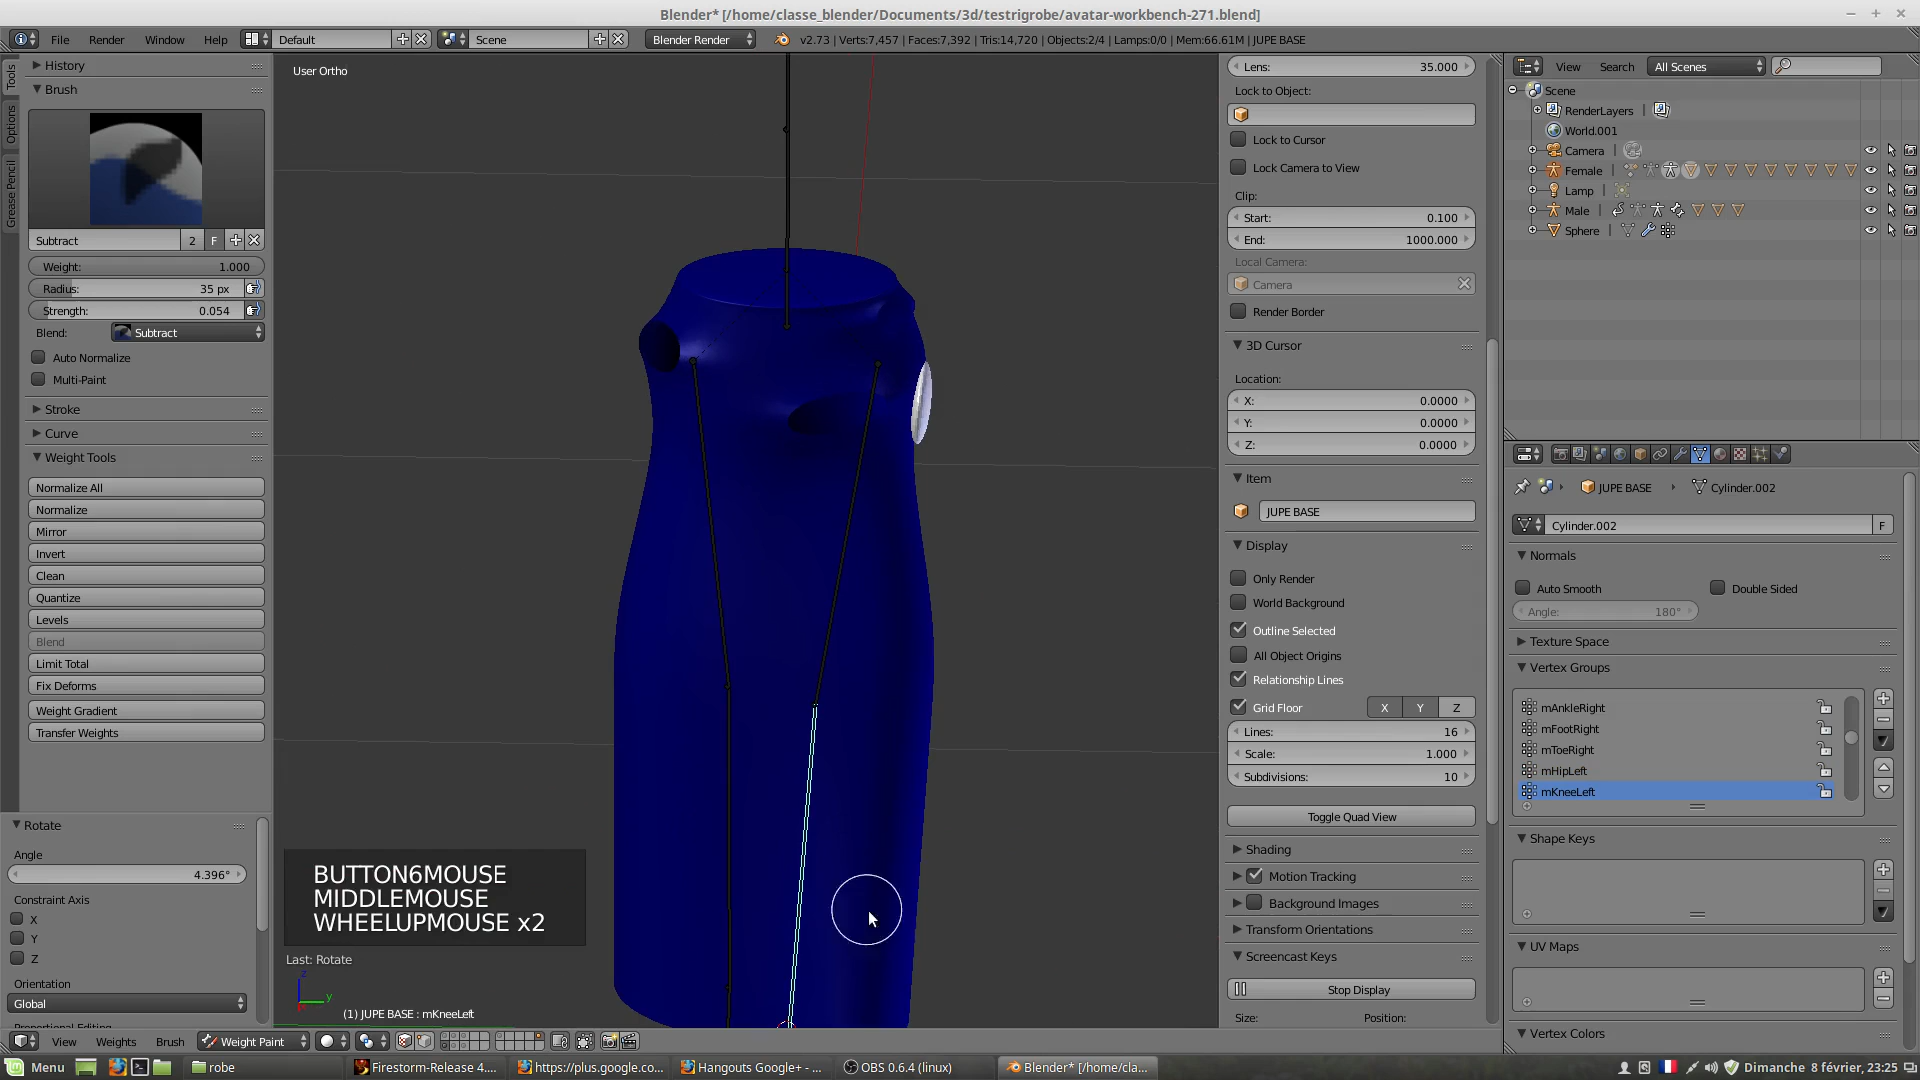 Blender* [/home/classe_blender/Documents/3d/testrigrobe/avatar-workbench-271.blend]
File Render Window Help Default Scene Blender Render v2.73 | Verts:7,457 | Faces:7,392 | Tris:14,720 | Objects:2/4 | Lamps:0/0 | Mem:66.61M | JUPE BASE
Tools
Options
Grease Pencil
History
Brush
Subtract 2 F
Weight: 1.000
Radius: 35 px
Strength: 0.054
Blend: Subtract
Auto Normalize
Multi-Paint
Stroke
Curve
Weight Tools
Normalize All
Normalize
Mirror
Invert
Clean
Quantize
Levels
Blend
Limit Total
Fix Deforms
Weight Gradient
Transfer Weights
Rotate
Angle
4.396°
Constraint Axis
X
Y
Z
Orientation
Global
User Ortho
BUTTON6MOUSE
MIDDLEMOUSE
WHEELUPMOUSE x2
Last: Rotate
z
y
(1) JUPE BASE : mKneeLeft
View Weights Brush Weight Paint
Lens: 35.000
Lock to Object:
Lock to Cursor
Lock Camera to View
Clip:
Start: 0.100
End: 1000.000
Local Camera:
Camera
Render Border
3D Cursor
Location:
X: 0.0000
Y: 0.0000
Z: 0.0000
Item
JUPE BASE
Display
Only Render
World Background
Outline Selected
All Object Origins
Relationship Lines
Grid Floor X Y Z
Lines: 16
Scale: 1.000
Subdivisions: 10
Toggle Quad View
Shading
Motion Tracking
Background Images
Transform Orientations
Screencast Keys
Stop Display
Size: Position:
View Search All Scenes
Scene
RenderLayers
World.001
Camera
Female
Lamp
Male
Sphere
JUPE BASE Cylinder.002
Cylinder.002 F
Normals
Auto Smooth Double Sided
Angle: 180°
Texture Space
Vertex Groups
mAnkleRight
mFootRight
mToeRight
mHipLeft
mKneeLeft
Shape Keys
UV Maps
Vertex Colors
Menu robe Firestorm-Release 4.... https://plus.google.co... Hangouts Google+ - ... OBS 0.6.4 (linux) Blender* [/home/cla... Dimanche 8 février, 23:25